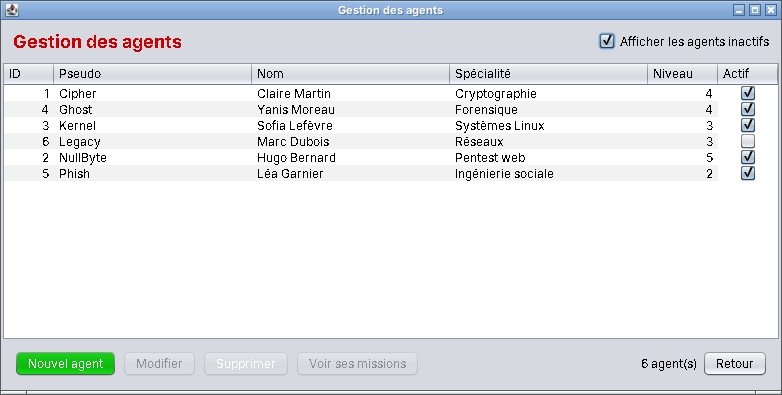 Gestion des agents
Gestion des agents
Afficher les agents inactifs
ID Pseudo Nom Spécialité Niveau Actif
1 Cipher Claire Martin Cryptographie 4
4 Ghost Yanis Moreau Forensique 4
3 Kernel Sofia Lefèvre Systèmes Linux 3
6 Legacy Marc Dubois Réseaux 3
2 NullByte Hugo Bernard Pentest web 5
5 Phish Léa Garnier Ingénierie sociale 2
Nouvel agent Modifier Supprimer Voir ses missions 6 agent(s) Retour